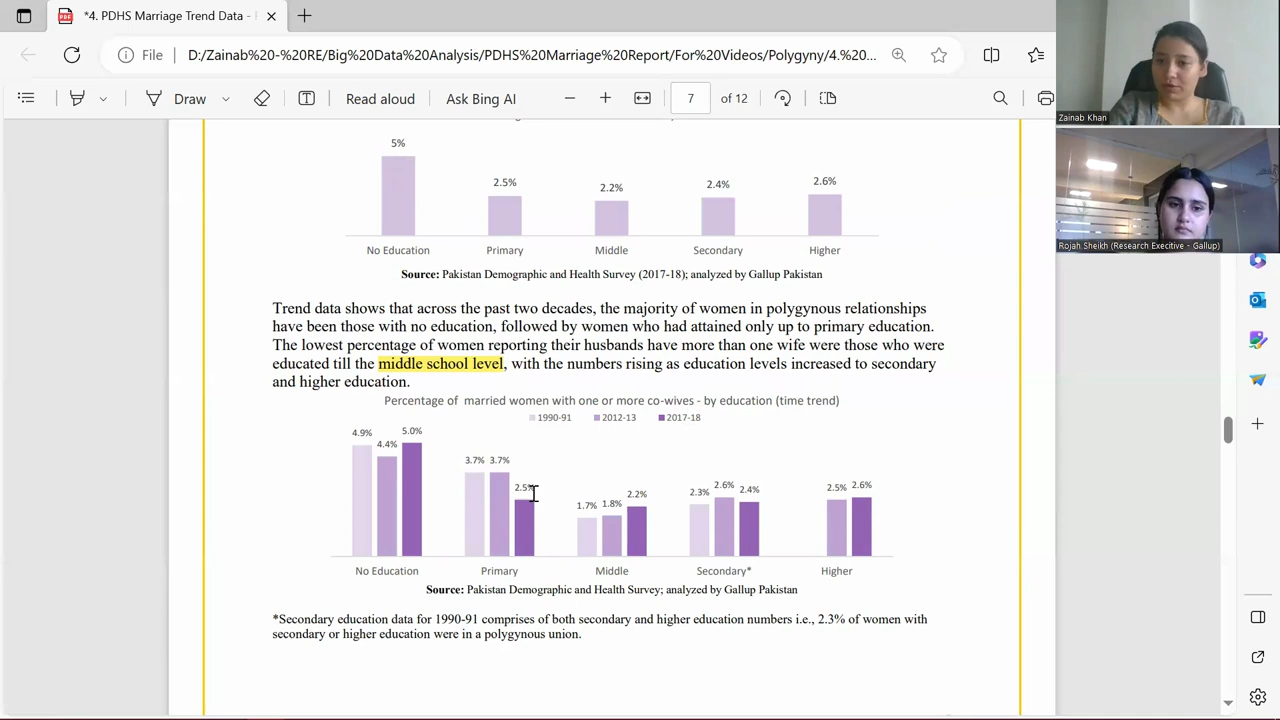 *4. PDHS Marriage Trend Data -
File
D:/Zainab%20-%20RE/Big%20Data%20Analysis/PDHS%20Marriage%20Report/For%20Videos/Polygyny/4.%20...
Draw
Read aloud
Ask Bing AI
7
of 12
5%
2.5%
2.2%
2.4%
2.6%
No Education
Primary
Middle
Secondary
Higher
Source: Pakistan Demographic and Health Survey (2017-18); analyzed by Gallup Pakistan
Trend data shows that across the past two decades, the majority of women in polygynous relationships
have been those with no education, followed by women who had attained only up to primary education.
The lowest percentage of women reporting their husbands have more than one wife were those who were
educated till the middle school level, with the numbers rising as education levels increased to secondary
and higher education.
Percentage of married women with one or more co-wives - by education (time trend)
1990-91 2012-13 2017-18
4.9%
4.4%
5.0%
3.7%
3.7%
2.5%
1.7%
1.8%
2.2%
2.3%
2.6%
2.4%
2.5%
2.6%
No Education
Primary
Middle
Secondary*
Higher
Source: Pakistan Demographic and Health Survey; analyzed by Gallup Pakistan
*Secondary education data for 1990-91 comprises of both secondary and higher education numbers i.e., 2.3% of women with
secondary or higher education were in a polygynous union.
Zainab Khan
Rojah Sheikh (Research Exective - Gallup)